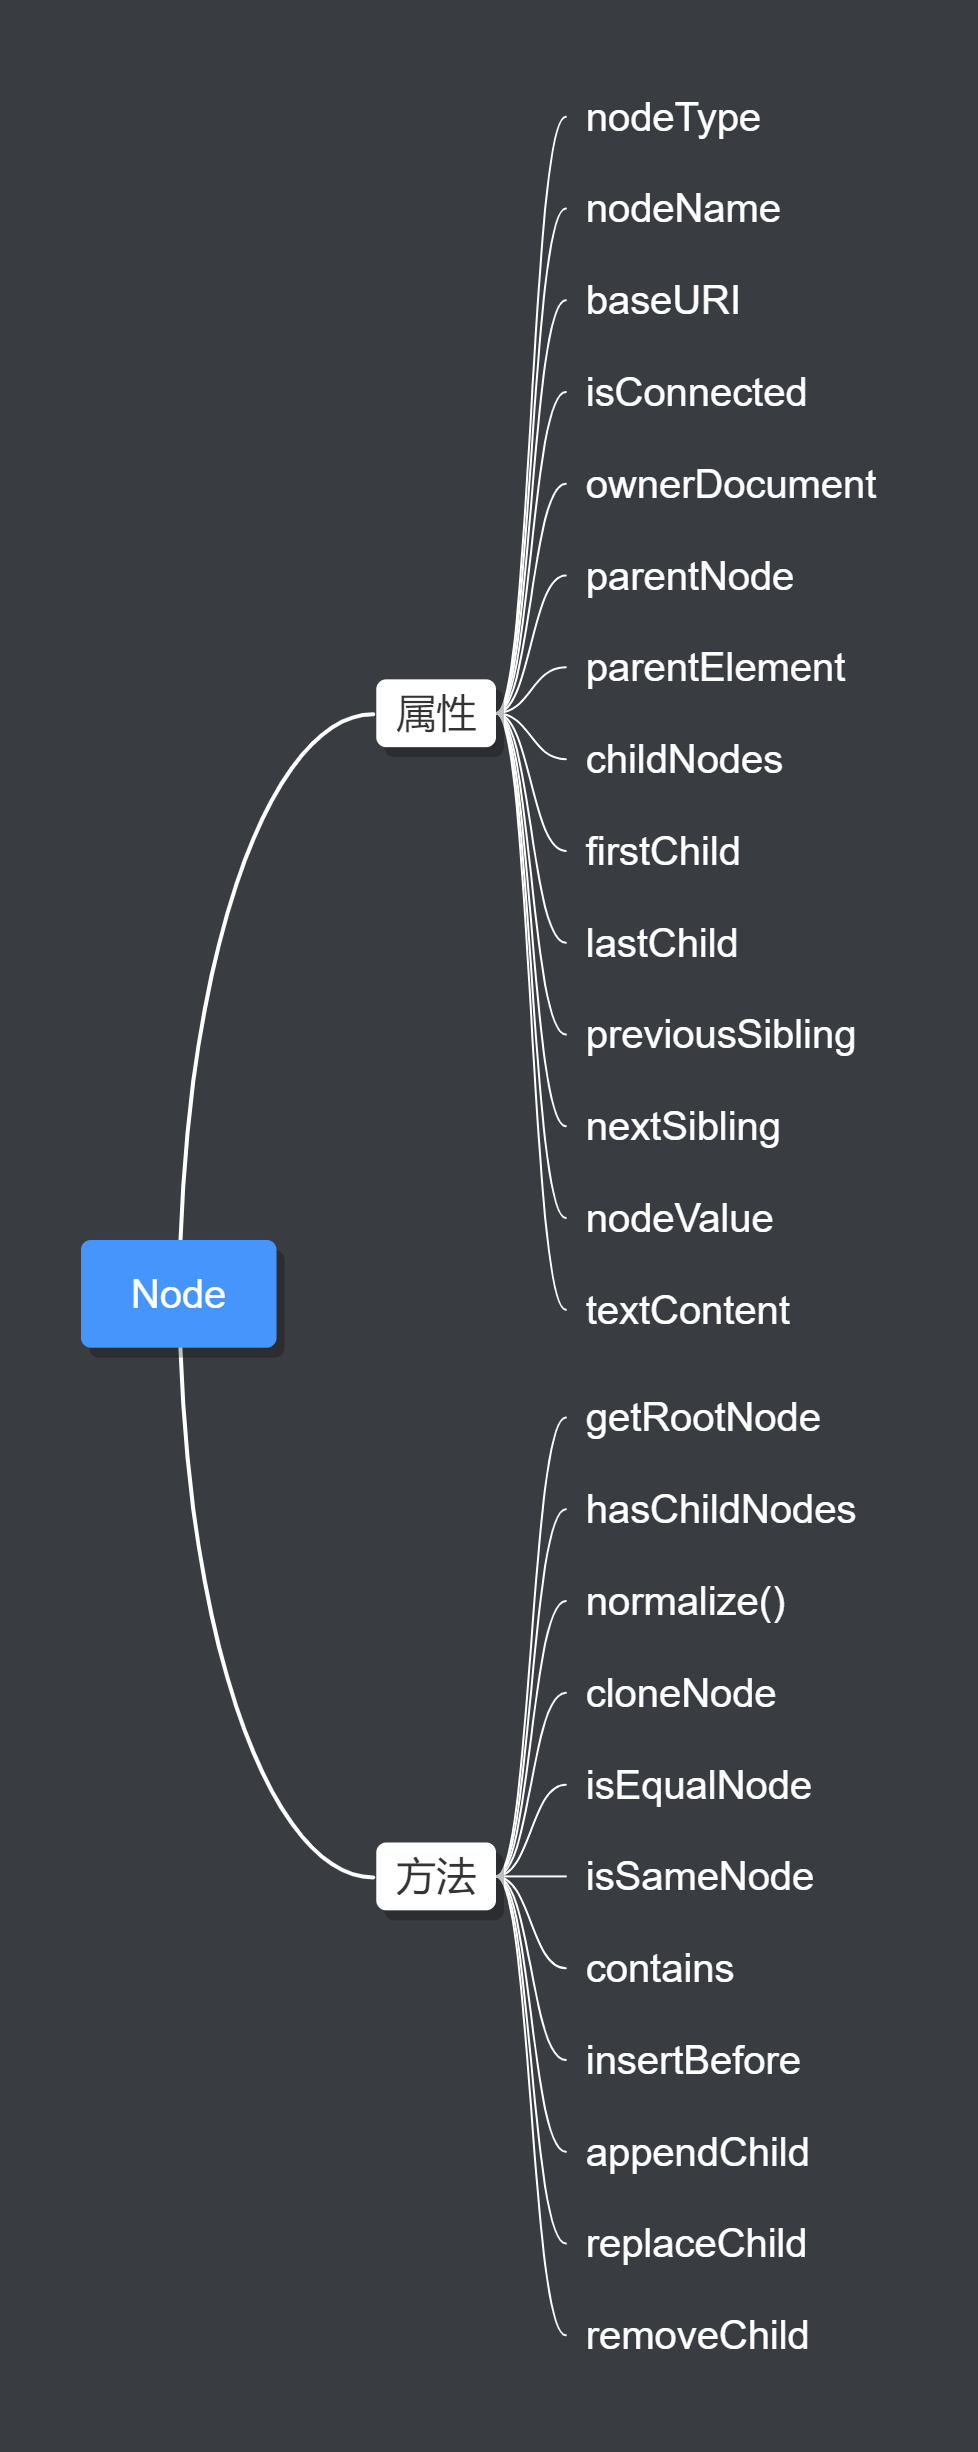 Node
属性
nodeType
nodeName
baseURI
isConnected
ownerDocument
parentNode
parentElement
childNodes
firstChild
lastChild
previousSibling
nextSibling
nodeValue
textContent
方法
getRootNode
hasChildNodes
normalize()
cloneNode
isEqualNode
isSameNode
contains
insertBefore
appendChild
replaceChild
removeChild